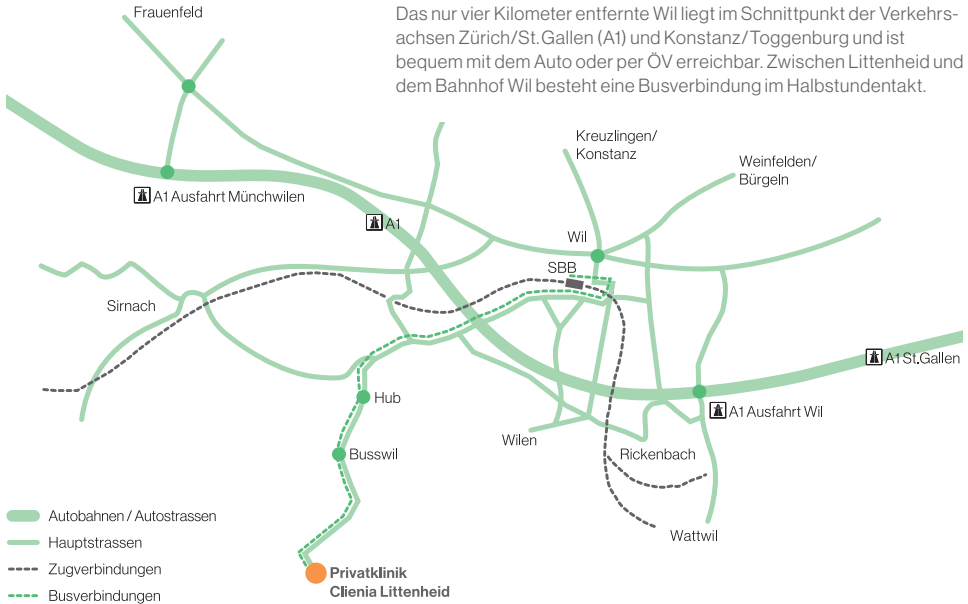 Das nur vier Kilometer entfernte Wil liegt im Schnittpunkt der Verkehrs-
achsen Zürich/St. Gallen (A1) und Konstanz/Toggenburg und ist
bequem mit dem Auto oder per ÖV erreichbar. Zwischen Littenheid und
dem Bahnhof Wil besteht eine Busverbindung im Halbstundentakt.
Frauenfeld
Kreuzlingen/
Konstanz
Weinfelden/
Bürgeln
A1 Ausfahrt Münchwilen
A1
Wil
SBB
Sirnach
A1 St.Gallen
Hub
A1 Ausfahrt Wil
Wilen
Busswil
Rickenbach
Wattwil
Autobahnen / Autostrassen
Hauptstrassen
Zugverbindungen
Busverbindungen
Privatklinik
Clienia Littenheid